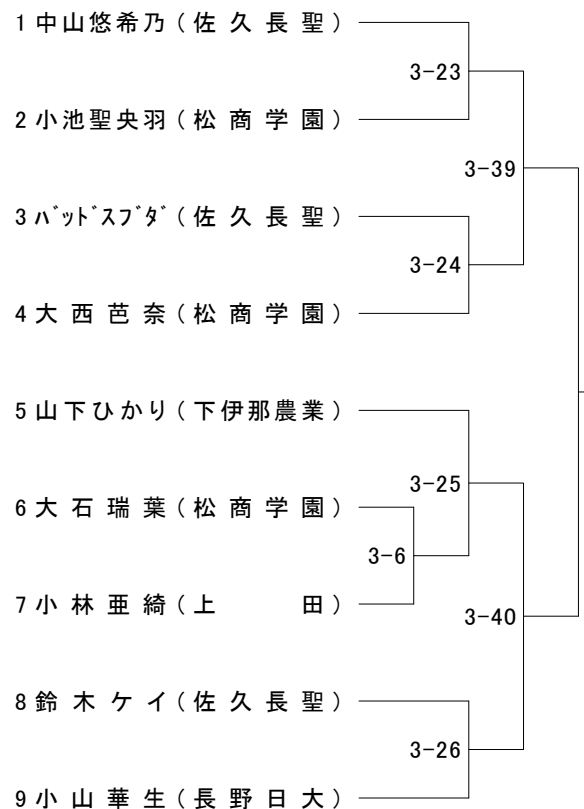 1 中山悠希乃（佐久長聖）
3-23
2 小池聖央羽（松商学園）
3-39
3 ﾊﾞｯﾄﾞｽﾌﾞﾀﾞ（佐久長聖）
3-24
4 大西芭奈（松商学園）
5 山下ひかり（下伊那農業）
3-25
6 大石瑞葉（松商学園）
3-6
7 小林亜綺（上　田）
3-40
8 鈴木ケイ（佐久長聖）
3-26
9 小山華生（長野日大）